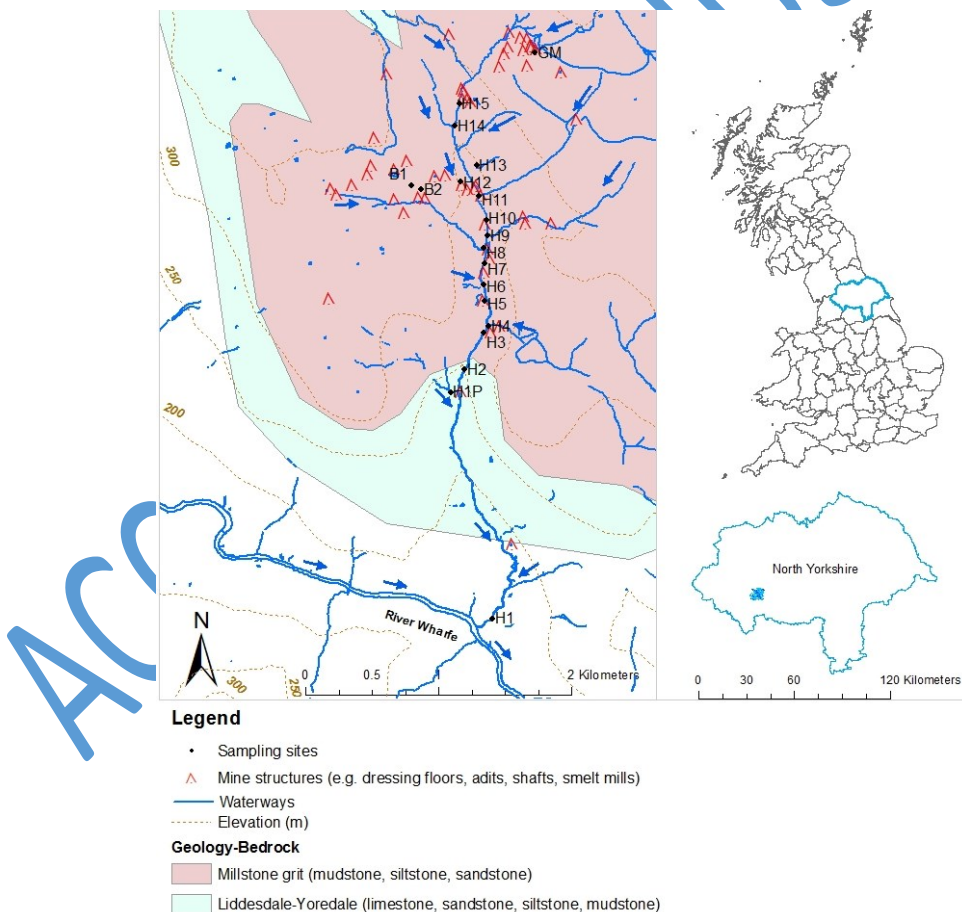 GM
H15
H14
H13
B1
H12
B2
H11
H10
H9
H8
H7
H6
H5
H4
H3
H2
H1P
H1
300
250
200
300
250
River Wharfe
N
0 0.5 2 Kilometers
North Yorkshire
0 30 60 120 Kilometers
Legend
Sampling sites
Mine structures (e.g. dressing floors, adits, shafts, smelt mills)
Waterways
Elevation (m)
Geology-Bedrock
Millstone grit (mudstone, siltstone, sandstone)
Liddesdale-Yoredale (limestone, sandstone, siltstone, mudstone)